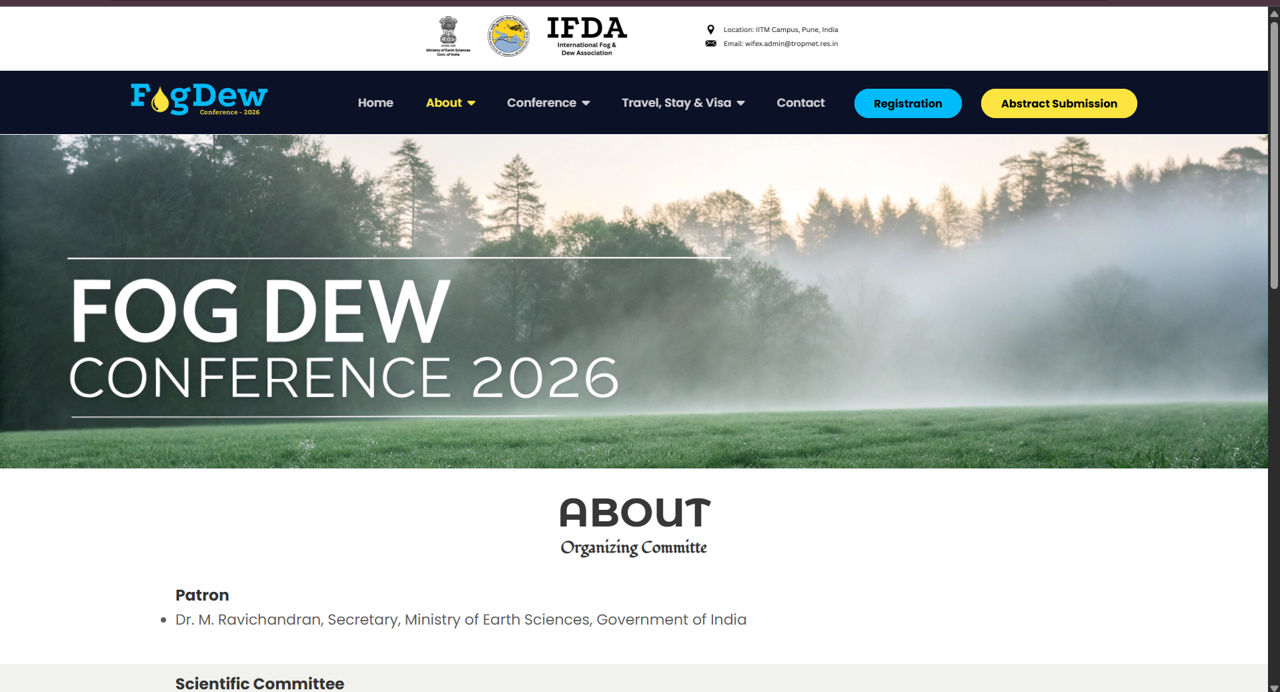 IFDA
International Fog &
Dew Association
Ministry of Earth Sciences
Govt. of India
Location: IITM Campus, Pune, India
Email: wifex.admin@tropmet.res.in
FogDew
Conference - 2026
Home
About
Conference
Travel, Stay & Visa
Contact
Registration
Abstract Submission
FOG DEW
CONFERENCE 2026
ABOUT
Organizing Committe
Patron
• Dr. M. Ravichandran, Secretary, Ministry of Earth Sciences, Government of India
Scientific Committee